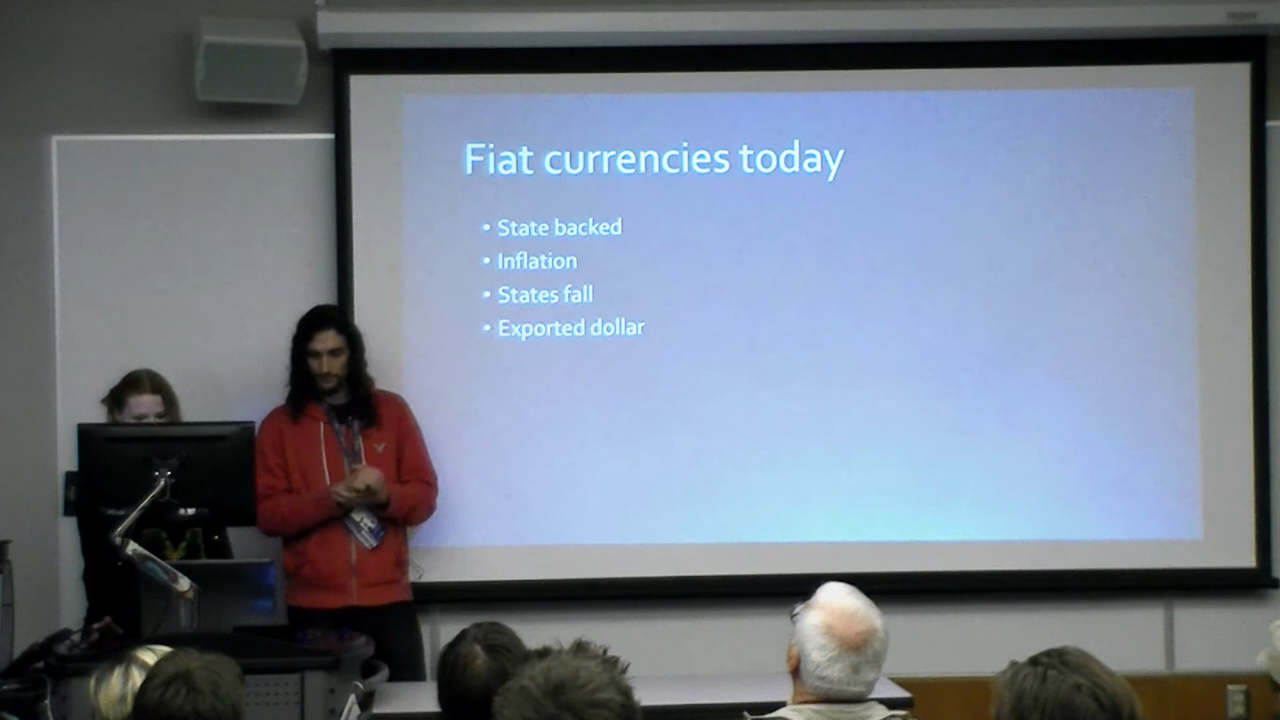 Fiat currencies today
• State backed
• Inflation
• States fall
• Exported dollar